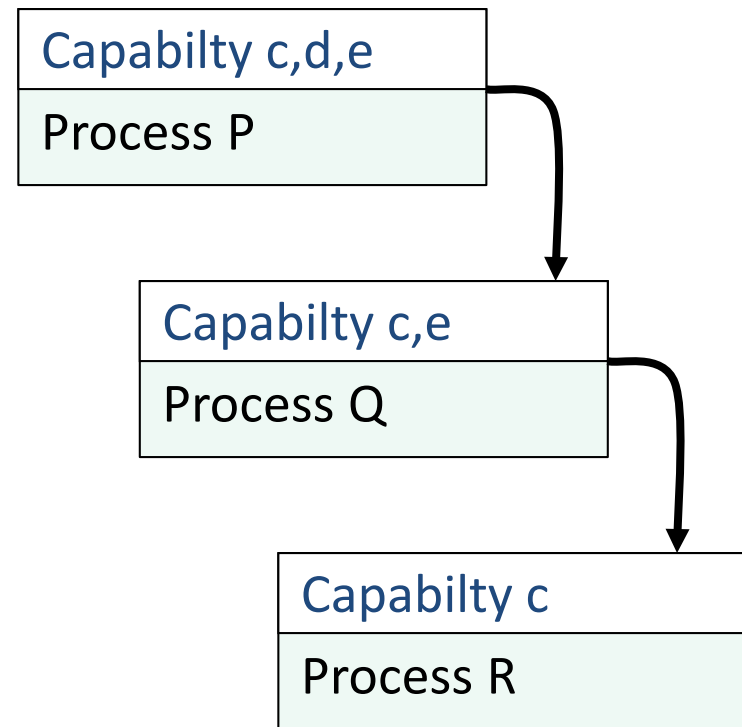 Capabilty c,d,e
Process P
Capabilty c,e
Process Q
Capabilty c
Process R